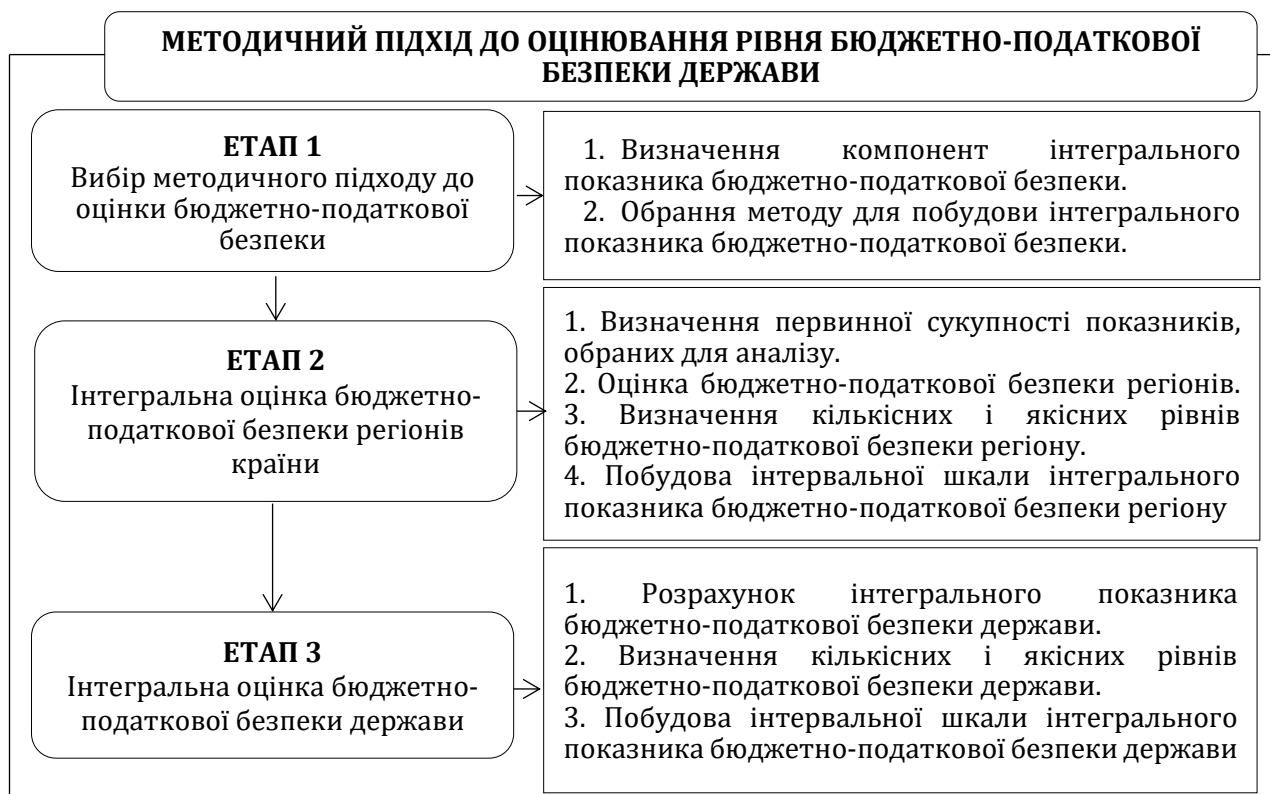 МЕТОДИЧНИЙ ПІДХІД ДО ОЦІНЮВАННЯ РІВНЯ БЮДЖЕТНО-ПОДАТКОВОЇ
БЕЗПЕКИ ДЕРЖАВИ
ЕТАП 1
Вибір методичного підходу до
оцінки бюджетно-податкової
безпеки
1. Визначення компонент інтегрального
показника бюджетно-податкової безпеки.
2. Обрання методу для побудови інтегрального
показника бюджетно-податкової безпеки.
ЕТАП 2
Інтегральна оцінка бюджетно-
податкової безпеки регіонів
країни
1. Визначення первинної сукупності показників,
обраних для аналізу.
2. Оцінка бюджетно-податкової безпеки регіонів.
3. Визначення кількісних і якісних рівнів
бюджетно-податкової безпеки регіону.
4. Побудова інтервальної шкали інтегрального
показника бюджетно-податкової безпеки регіону
ЕТАП 3
Інтегральна оцінка бюджетно-
податкової безпеки держави
1. Розрахунок інтегрального показника
бюджетно-податкової безпеки держави.
2. Визначення кількісних і якісних рівнів
бюджетно-податкової безпеки держави.
3. Побудова інтервальної шкали інтегрального
показника бюджетно-податкової безпеки держави